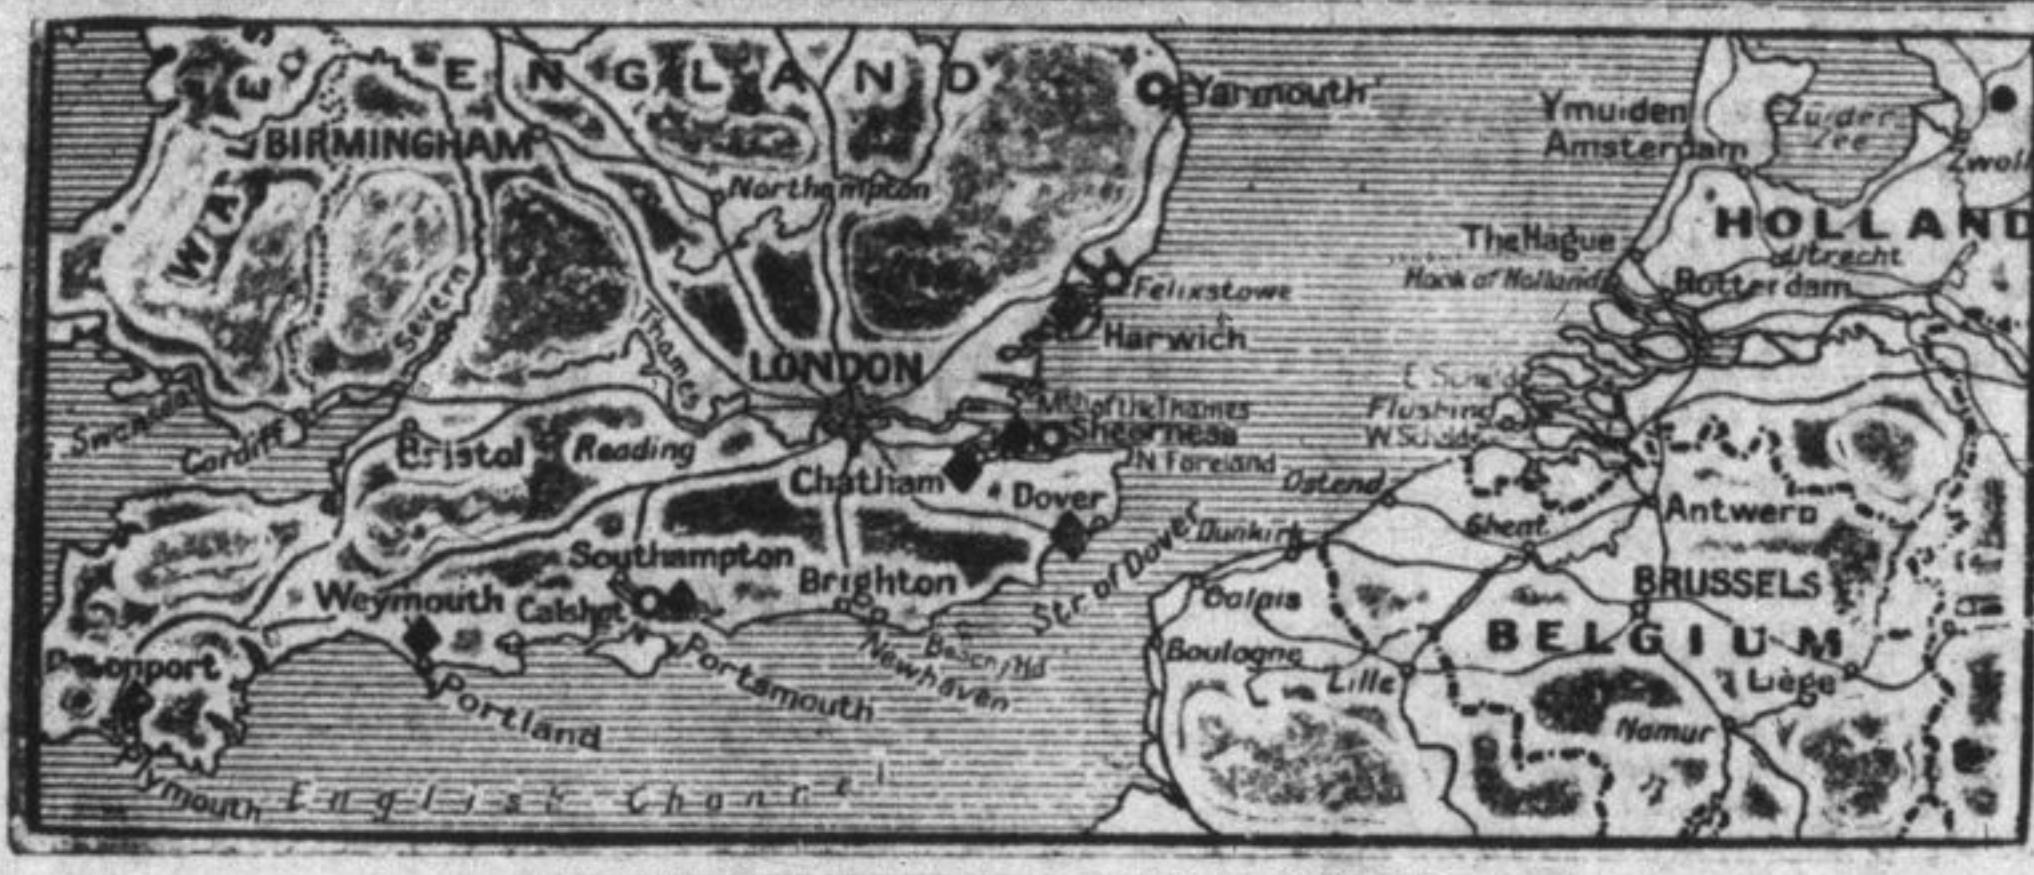 WALES
ENGLAND
Yarmouth
Ymuiden
Amsterdam
Zuider
Zee
Zwoll
BIRMINGHAM
Northampton
HOLLAND
The Hague
Utrecht
Hook of Holland
Rotterdam
Severn
Thames
Felixstowe
Harwich
LONDON
Swansea
Cardiff
Bristol
Reading
Mth of the Thames
Sheerness
N. Foreland
Chatham
Dover
Str. of Dover
E. Schelde
Flushing
W. Schelde
Ostend
Dunkirk
Ghent
Antwerp
Southampton
Brighton
Weymouth
Calshot
Calais
BRUSSELS
BELGIUM
Boulogne
Lille
Liège
Namur
Devonport
Portland
Portsmouth
Newhaven
Beachy Hd
Plymouth
English Channel